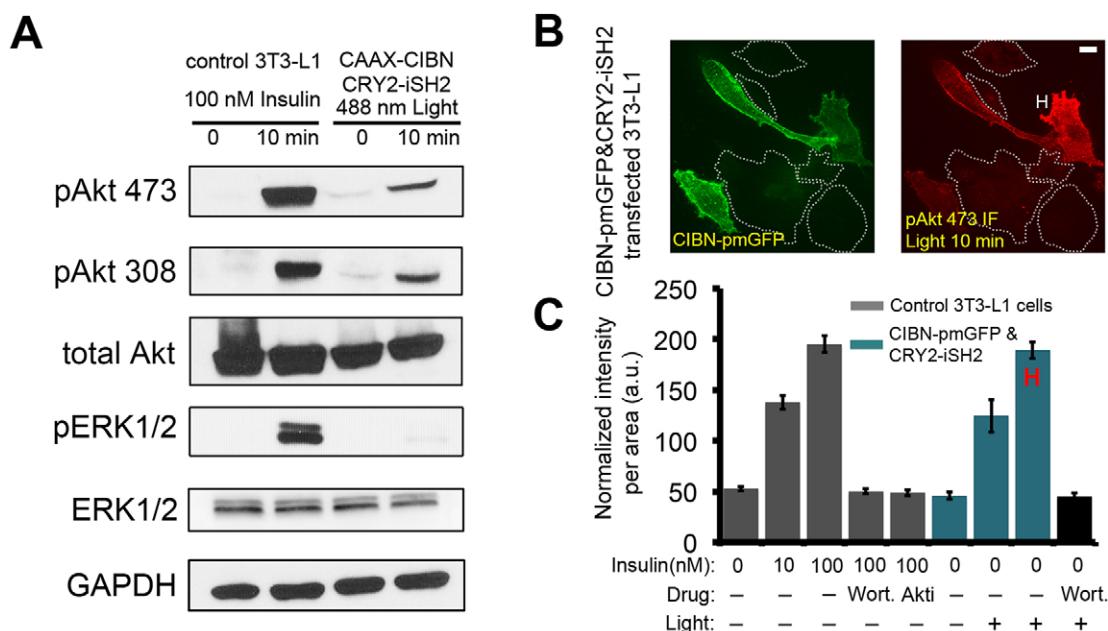 A
control 3T3-L1
CAAX-CIBN
CRY2-iSH2
100 nM Insulin
488 nm Light
0
10 min
0
10 min
pAkt 473
pAkt 308
total Akt
pERK1/2
ERK1/2
GAPDH
B
CIBN-pmGFP&CRY2-iSH2
transfected 3T3-L1
CIBN-pmGFP
H
pAkt 473 IF
Light 10 min
C
Normalized intensity
per area (a.u.)
250
200
150
100
50
0
Control 3T3-L1 cells
CIBN-pmGFP &
CRY2-iSH2
H
Insulin(nM): 0 10 100 100 100 0 0 0 0
Drug: – – – Wort. Akti – – – Wort.
Light: – – – – – – + + +